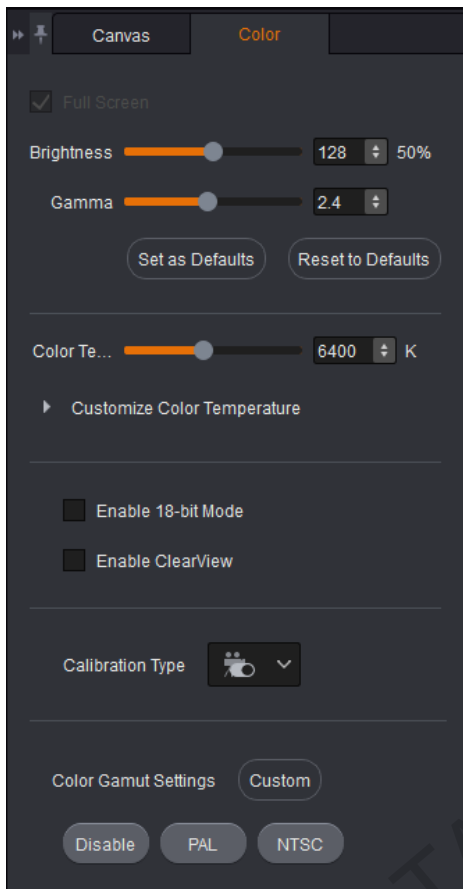 Canvas Color
Full Screen
Brightness 128 50%
Gamma 2.4
Set as Defaults Reset to Defaults
Color Te... 6400 K
Customize Color Temperature
Enable 18-bit Mode
Enable ClearView
Calibration Type
Color Gamut Settings Custom
Disable PAL NTSC